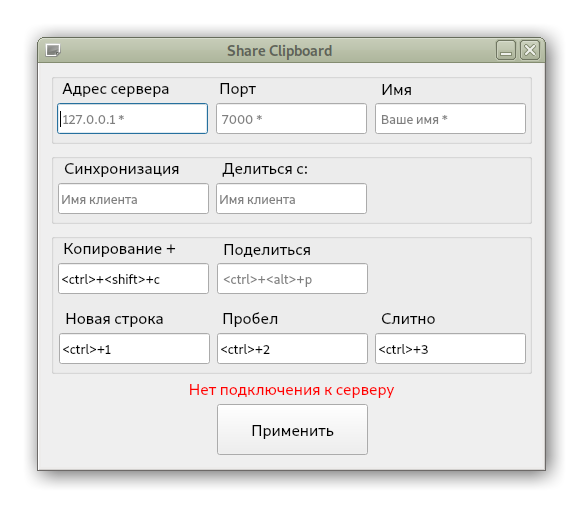 Share Clipboard
Адрес сервера Порт Имя
127.0.0.1 * 7000 * Ваше имя *
Синхронизация Делиться с:
Имя клиента Имя клиента
Копирование + Поделиться
<ctrl>+<shift>+c <ctrl>+<alt>+p
Новая строка Пробел Слитно
<ctrl>+1 <ctrl>+2 <ctrl>+3
Нет подключения к серверу
Применить